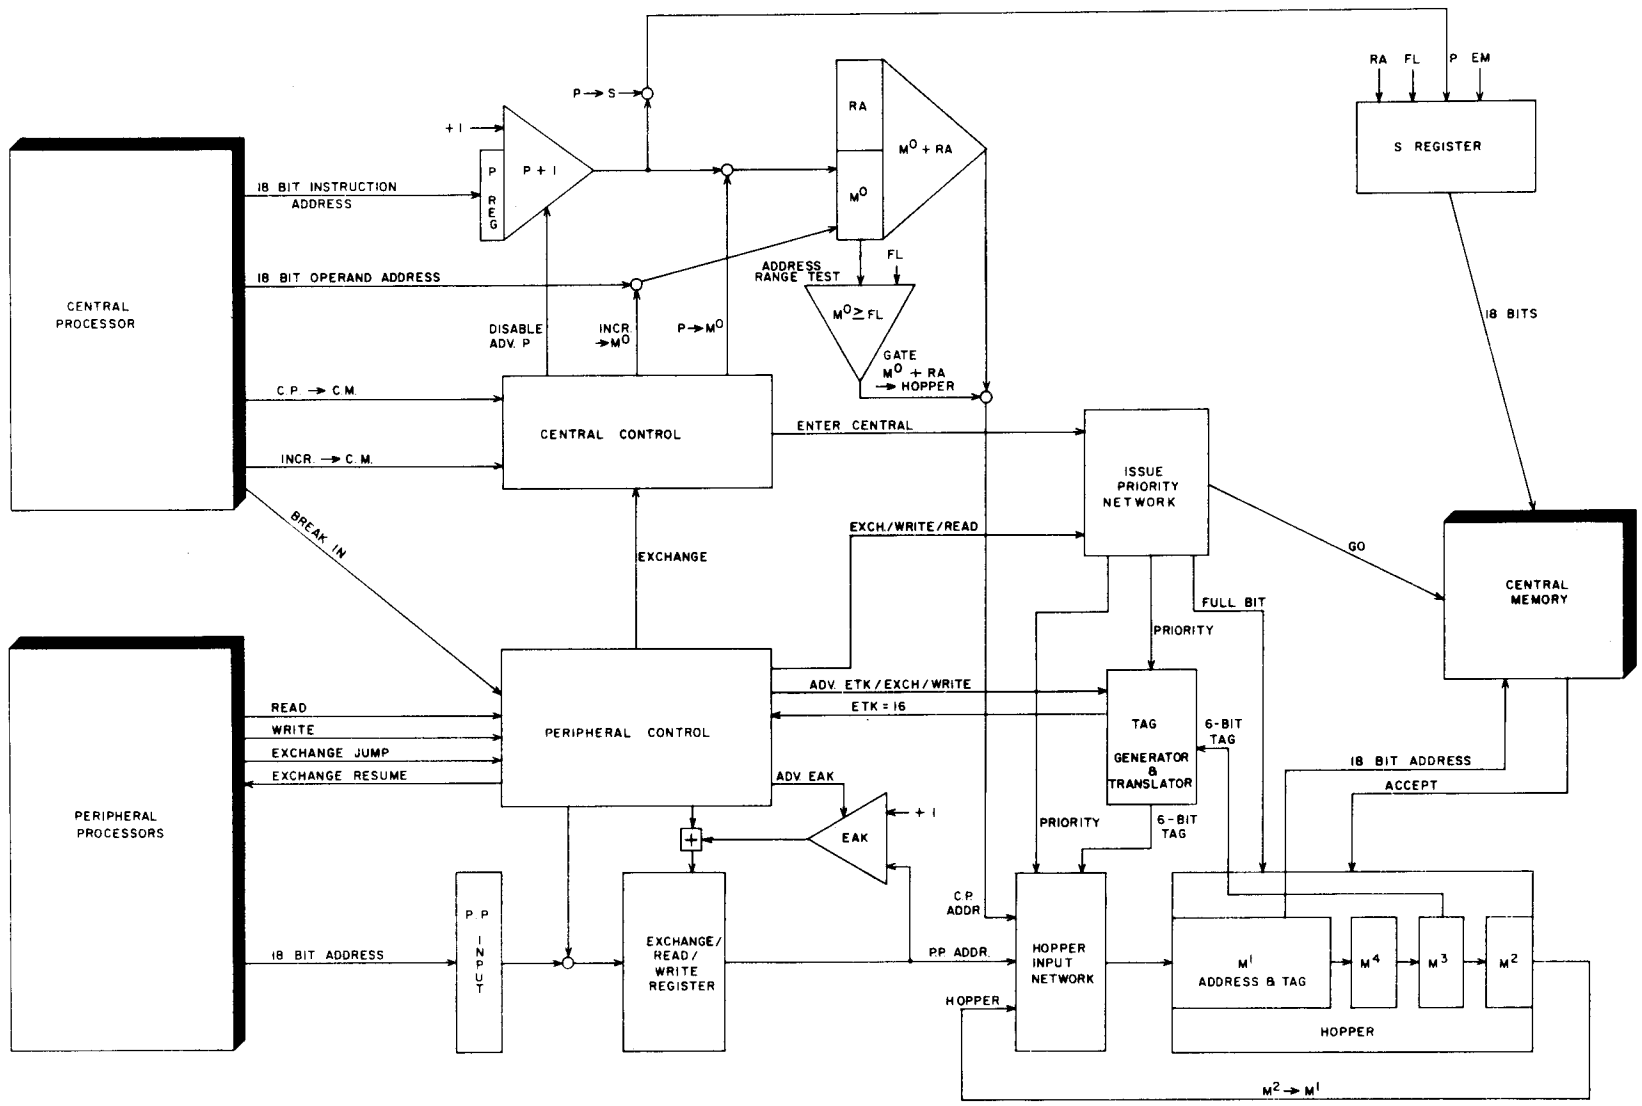 RA FL P EM
P → S
+ 1
P + 1
P
REG
RA
M⁰ + RA
M⁰
S REGISTER
18 BIT INSTRUCTION
ADDRESS
18 BIT OPERAND ADDRESS
ADDRESS
RANGE TEST
FL
M⁰ ≥ FL
CENTRAL
PROCESSOR
DISABLE
ADV. P
INCR.
→ M⁰
P → M⁰
GATE
M⁰ + RA
→ HOPPER
18 BITS
C.P. → C.M.
INCR. → C.M.
CENTRAL CONTROL
ENTER CENTRAL
ISSUE
PRIORITY
NETWORK
BREAK IN
EXCHANGE
EXCH./WRITE/READ
GO
CENTRAL
MEMORY
FULL BIT
PRIORITY
READ
WRITE
EXCHANGE JUMP
EXCHANGE RESUME
PERIPHERAL CONTROL
ADV. ETK / EXCH / WRITE
ETK = 16
TAG
GENERATOR
&
TRANSLATOR
6-BIT
TAG
18 BIT ADDRESS
ACCEPT
PERIPHERAL
PROCESSORS
ADV. EAK
+ 1
EAK
+
PRIORITY
6-BIT
TAG
18 BIT ADDRESS
P.P
INPUT
EXCHANGE/
READ/
WRITE
REGISTER
C.P.
ADDR.
P.P. ADDR.
HOPPER
HOPPER
INPUT
NETWORK
M¹
ADDRESS & TAG
M⁴
M³
M²
HOPPER
M² → M¹